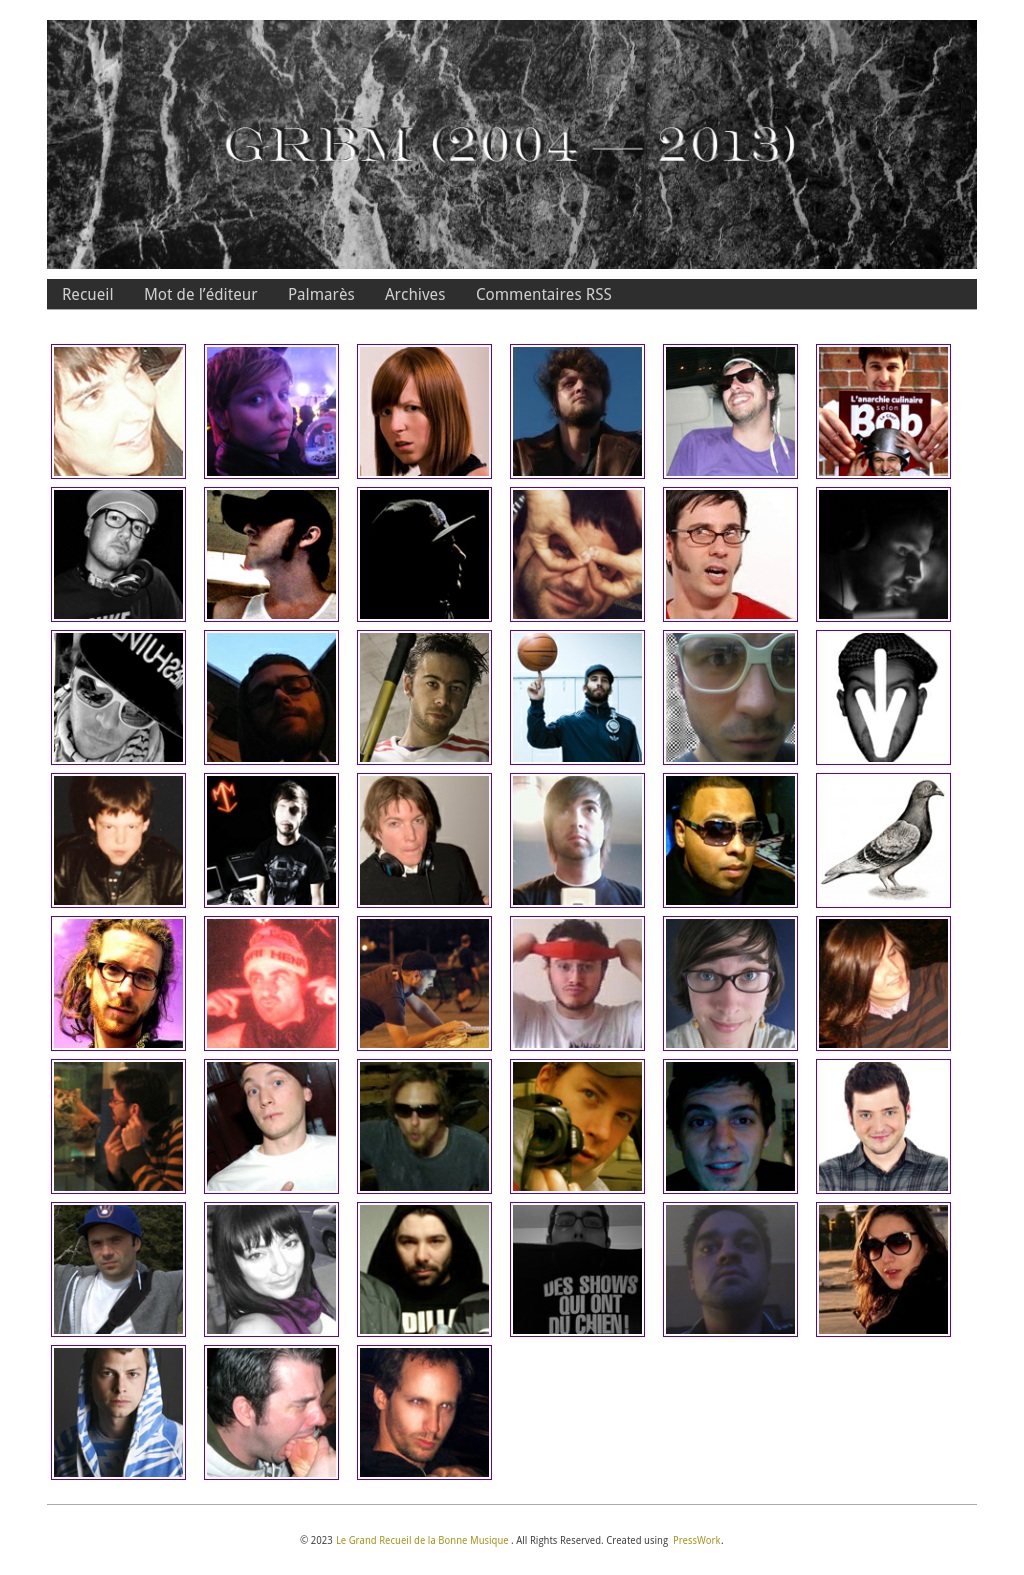 GRBM (2004 — 2013)
Recueil Mot de l’éditeur Palmarès Archives Commentaires RSS
L'anarchie culinaire
selon
Bob
DES SHOWS
QUI ONT
DU CHIEN!
© 2023 Le Grand Recueil de la Bonne Musique . All Rights Reserved. Created using PressWork.